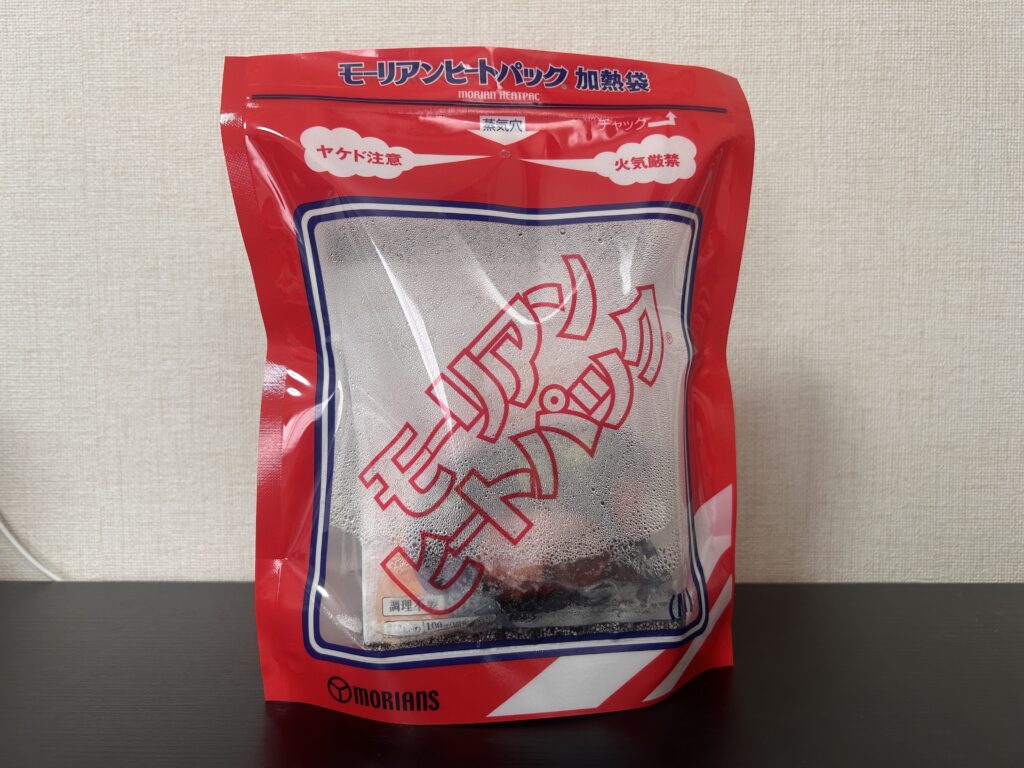 モーリアンヒートパック® 加熱袋
MORIAN HEATPAC
蒸気穴
チャック
ヤケド注意
火気厳禁
モーリアン
ヒートパック®
MORIANS